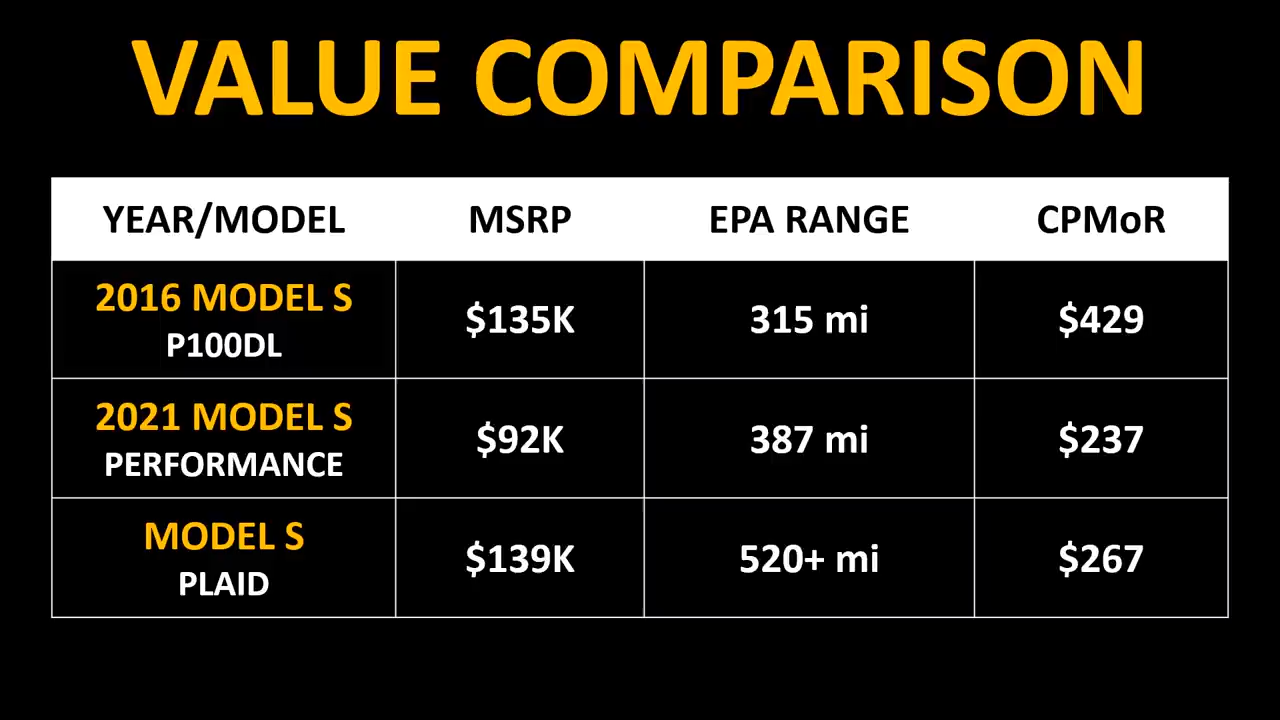 VALUE COMPARISON
YEAR/MODEL MSRP EPA RANGE CPMoR
2016 MODEL S
P100DL
$135K 315 mi $429
2021 MODEL S
PERFORMANCE
$92K 387 mi $237
MODEL S
PLAID
$139K 520+ mi $267